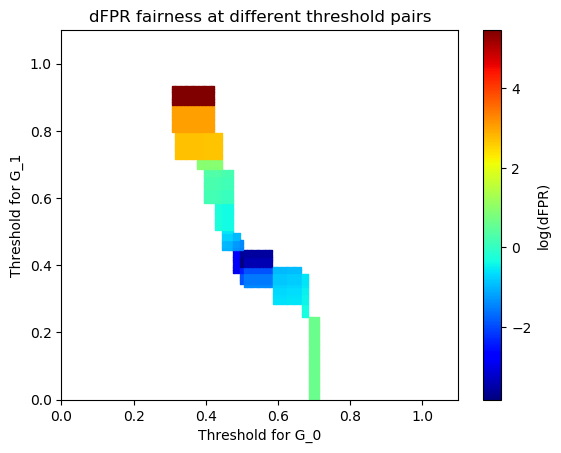 dFPR fairness at different threshold pairs
1.0
0.8
0.6
0.4
0.2
0.0
Threshold for G_1
0.0 0.2 0.4 0.6 0.8 1.0
Threshold for G_0
4
2
0
−2
log(dFPR)